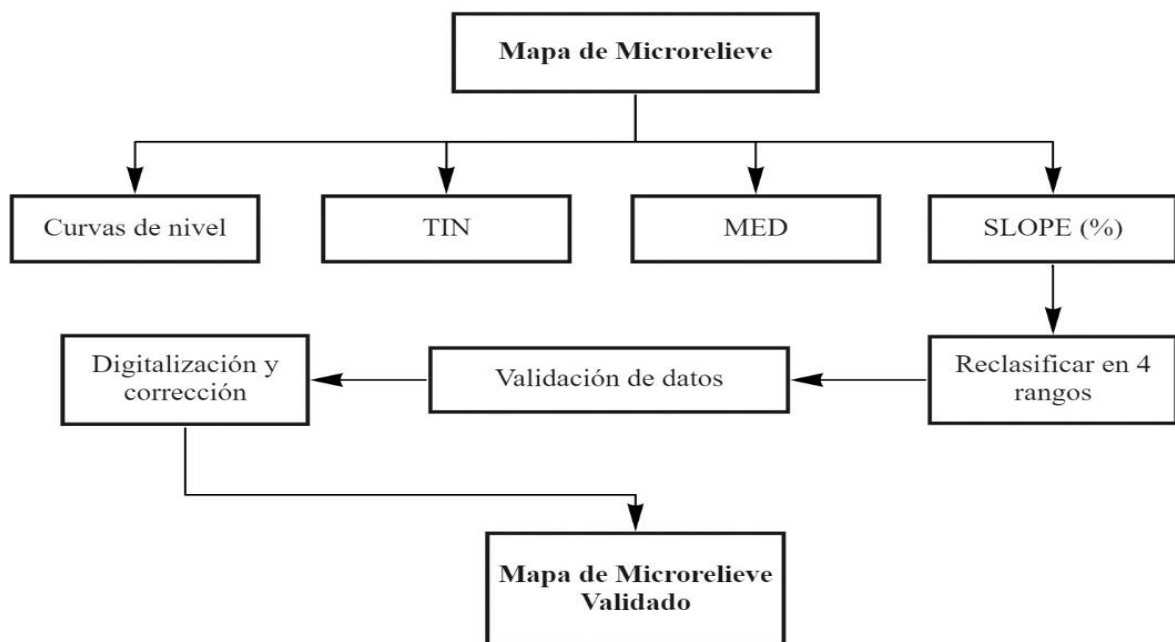 Mapa de Microrelieve
Curvas de nivel
TIN
MED
SLOPE (%)
Digitalización y
corrección
Validación de datos
Reclasificar en 4
rangos
Mapa de Microrelieve
Validado